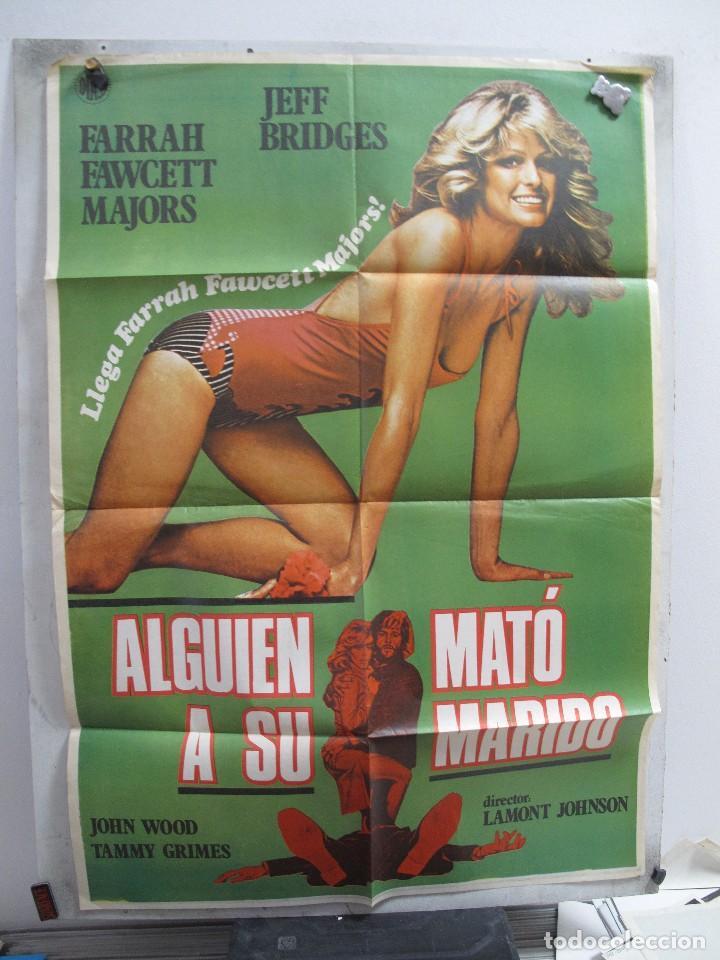 FARRAH
FAWCETT
MAJORS
JEFF
BRIDGES
Llega Farrah Fawcett Majors!
ALGUIEN MATÓ
A SU MARIDO
JOHN WOOD
TAMMY GRIMES
director:
LAMONT JOHNSON
todocoleccion